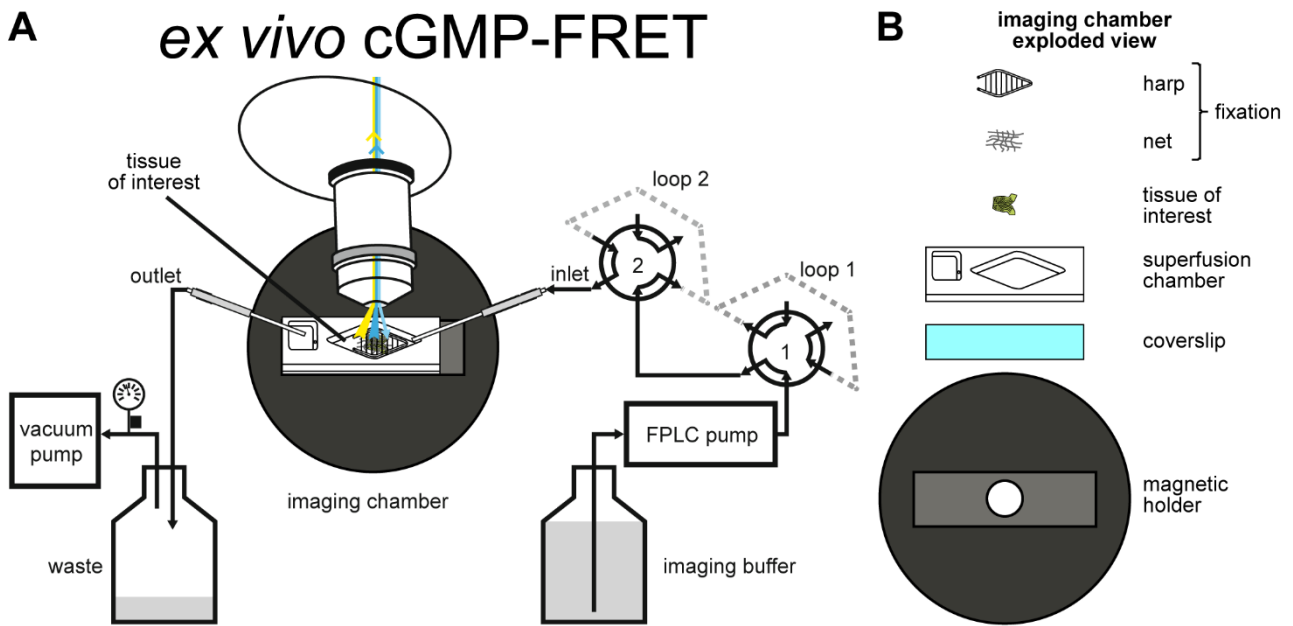 A
ex vivo cGMP-FRET
tissue
of interest
loop 2
2
outlet
inlet
loop 1
1
vacuum
pump
FPLC pump
imaging chamber
waste
imaging buffer
B
imaging chamber
exploded view
harp
fixation
net
tissue of
interest
superfusion
chamber
coverslip
magnetic
holder